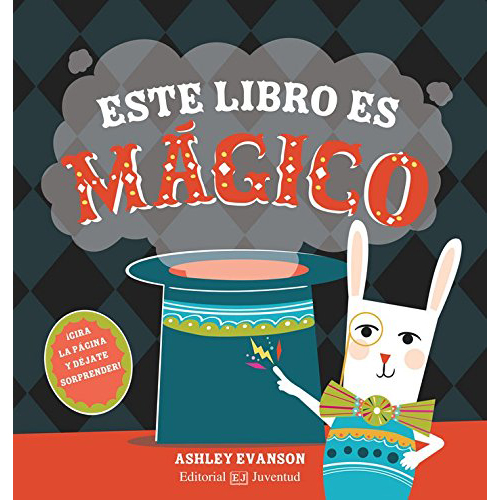 ESTE LIBRO ES
MÁGICO
¡GIRA
LA PÁGINA
Y DÉJATE
SORPRENDER!
ASHLEY EVANSON
Editorial EJ Juventud